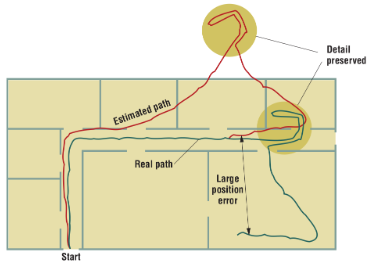 Detail
preserved
Estimated path
Real path
Large
position
error
Start